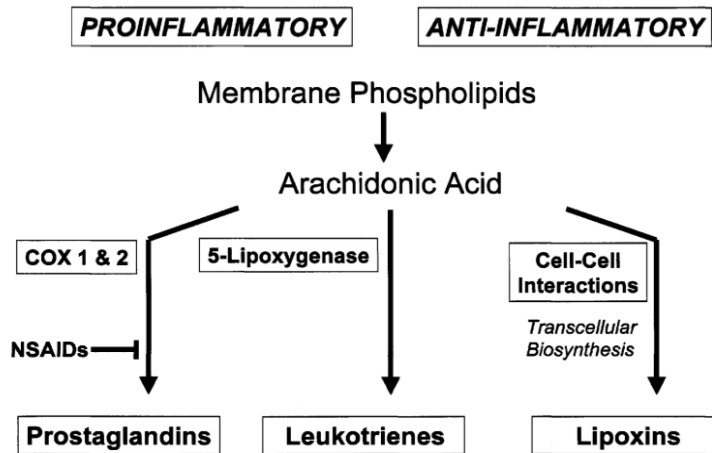 PROINFLAMMATORY
ANTI-INFLAMMATORY
Membrane Phospholipids
Arachidonic Acid
COX 1 & 2
5-Lipoxygenase
Cell-Cell
Interactions
Transcellular
Biosynthesis
NSAIDs
Prostaglandins
Leukotrienes
Lipoxins